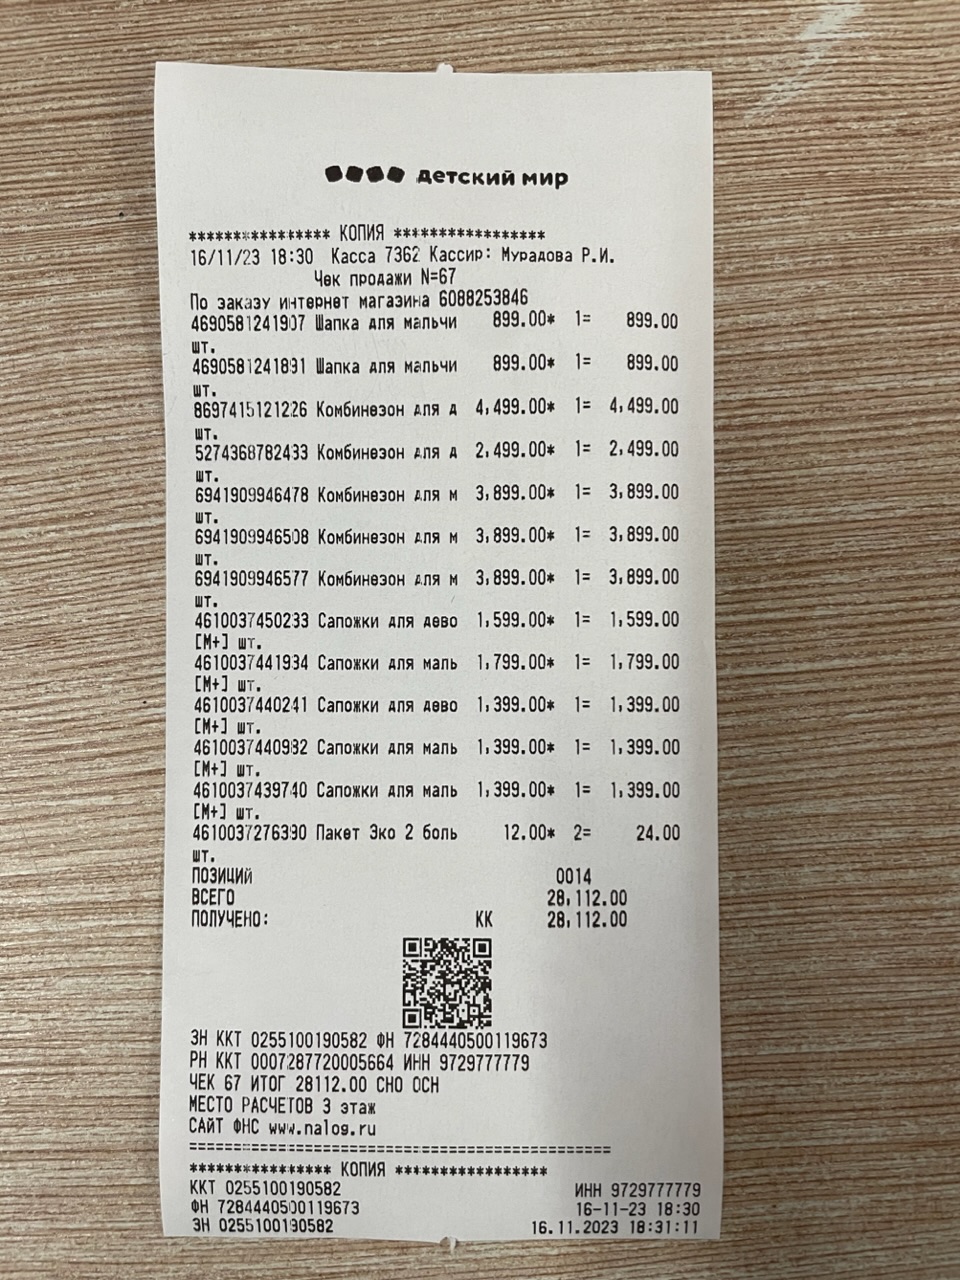 детский мир
**************** КОПИЯ *****************
16/11/23 18:30 Касса 7362 Кассир: Мурадова Р.И.
Чек продажи N=67
По заказу интернет магазина 6088253846
4690581241907 Шапка для мальчи 899.00* 1= 899.00
шт.
4690581241891 Шапка для мальчи 899.00* 1= 899.00
шт.
8697415121226 Комбинезон для д 4,499.00* 1= 4,499.00
шт.
5274368782433 Комбинезон для д 2,499.00* 1= 2,499.00
шт.
6941909946478 Комбинезон для м 3,899.00* 1= 3,899.00
шт.
6941909946508 Комбинезон для м 3,899.00* 1= 3,899.00
шт.
6941909946577 Комбинезон для м 3,899.00* 1= 3,899.00
шт.
4610037450233 Сапожки для дево 1,599.00* 1= 1,599.00
[M+] шт.
4610037441934 Сапожки для маль 1,799.00* 1= 1,799.00
[M+] шт.
4610037440241 Сапожки для дево 1,399.00* 1= 1,399.00
[M+] шт.
4610037440982 Сапожки для маль 1,399.00* 1= 1,399.00
[M+] шт.
4610037439740 Сапожки для маль 1,399.00* 1= 1,399.00
[M+] шт.
4610037276390 Пакет Эко 2 боль 12.00* 2= 24.00
шт.
ПОЗИЦИй 0014
ВСЕГО 28,112.00
ПОЛУЧЕНО: КК 28,112.00
ЗН ККТ 0255100190582 ФН 7284440500119673
РН ККТ 0007287720005664 ИНН 9729777779
ЧЕК 67 ИТОГ 28112.00 СНО ОСН
МЕСТО РАСЧЕТОВ 3 этаж
САЙТ ФНС www.nalog.ru
================================================
**************** КОПИЯ *****************
ККТ 0255100190582 ИНН 9729777779
ФН 7284440500119673 16-11-23 18:30
ЗН 0255100190582 16.11.2023 18:31:11